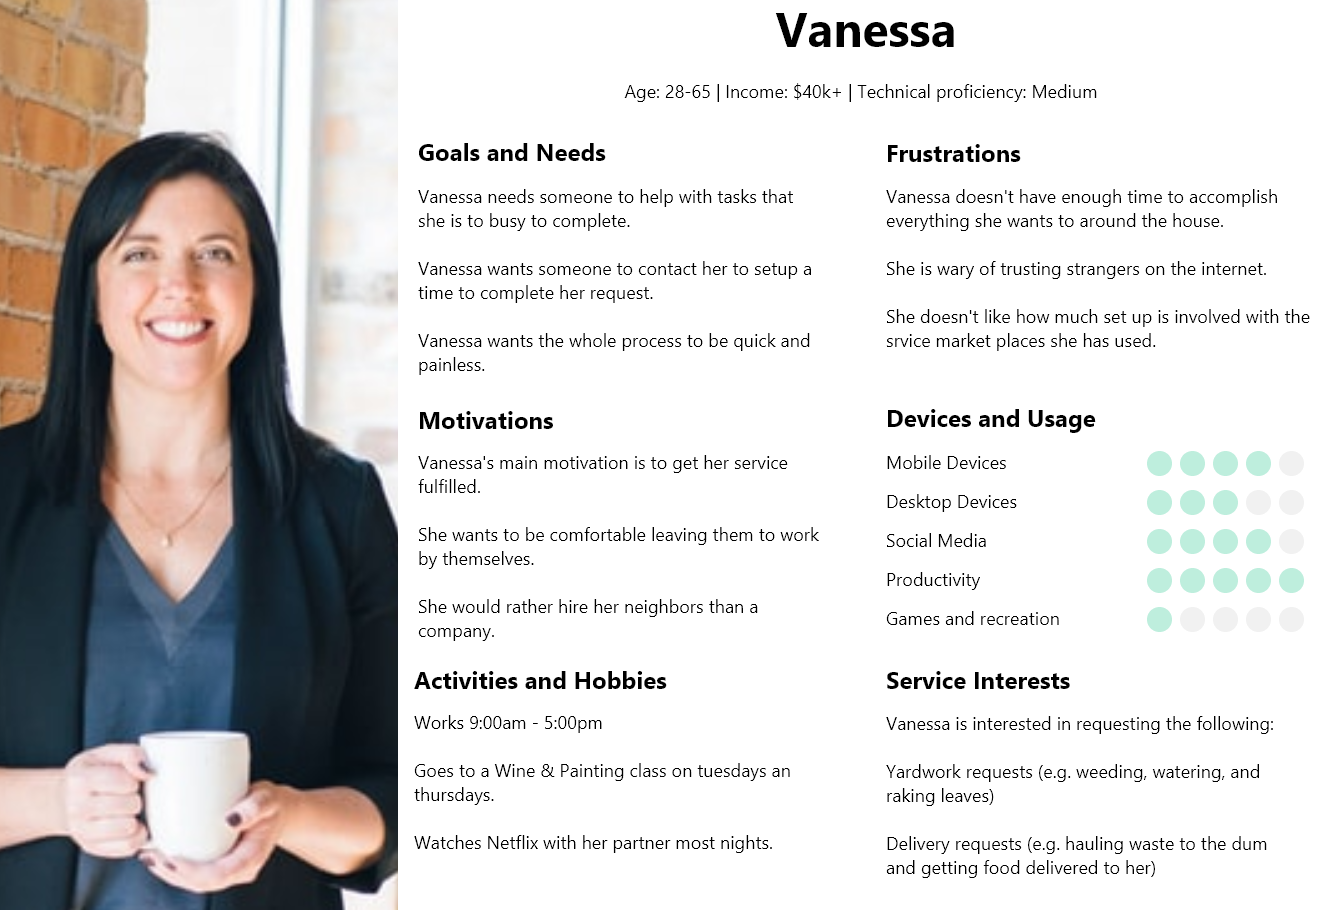 Vanessa
Age: 28-65 | Income: $40k+ | Technical proficiency: Medium
Goals and Needs
Vanessa needs someone to help with tasks that
she is to busy to complete.
Vanessa wants someone to contact her to setup a
time to complete her request.
Vanessa wants the whole process to be quick and
painless.
Frustrations
Vanessa doesn't have enough time to accomplish
everything she wants to around the house.
She is wary of trusting strangers on the internet.
She doesn't like how much set up is involved with the
srvice market places she has used.
Motivations
Vanessa's main motivation is to get her service
fulfilled.
She wants to be comfortable leaving them to work
by themselves.
She would rather hire her neighbors than a
company.
Devices and Usage
Mobile Devices
Desktop Devices
Social Media
Productivity
Games and recreation
Activities and Hobbies
Works 9:00am - 5:00pm
Goes to a Wine & Painting class on tuesdays an
thursdays.
Watches Netflix with her partner most nights.
Service Interests
Vanessa is interested in requesting the following:
Yardwork requests (e.g. weeding, watering, and
raking leaves)
Delivery requests (e.g. hauling waste to the dum
and getting food delivered to her)